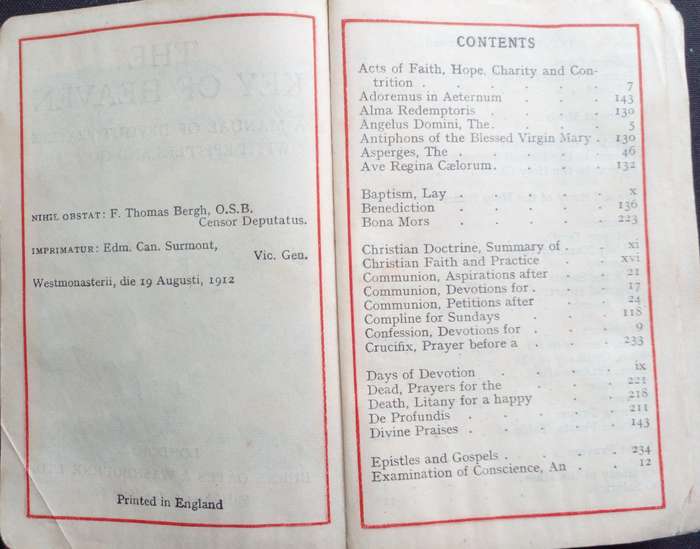 NIHIL OBSTAT: F. Thomas Bergh, O.S.B.
Censor Deputatus.
IMPRIMATUR: Edm. Can. Surmont,
Vic. Gen.
Westmonasterii, die 19 Augusti, 1912
Printed in England
CONTENTS
Acts of Faith, Hope, Charity and Con-
trition . . . . . 7
Adoremus in Aeternum . . . 143
Alma Redemptoris . . . . 130
Angelus Domini, The . . . . 5
Antiphons of the Blessed Virgin Mary . 130
Asperges, The . . . . . 46
Ave Regina Cælorum . . . . 132
Baptism, Lay . . . . . x
Benediction . . . . . 136
Bona Mors . . . . . 223
Christian Doctrine, Summary of . . . xi
Christian Faith and Practice . . . xvi
Communion, Aspirations after . . 21
Communion, Devotions for . . . 17
Communion, Petitions after . . 24
Compline for Sundays . . . 118
Confession, Devotions for . . . 9
Crucifix, Prayer before a . . . 233
Days of Devotion . . . . ix
Dead, Prayers for the . . . 221
Death, Litany for a happy . . . 218
De Profundis . . . . . 211
Divine Praises . . . . . 143
Epistles and Gospels . . . . 234
Examination of Conscience, An . . 12